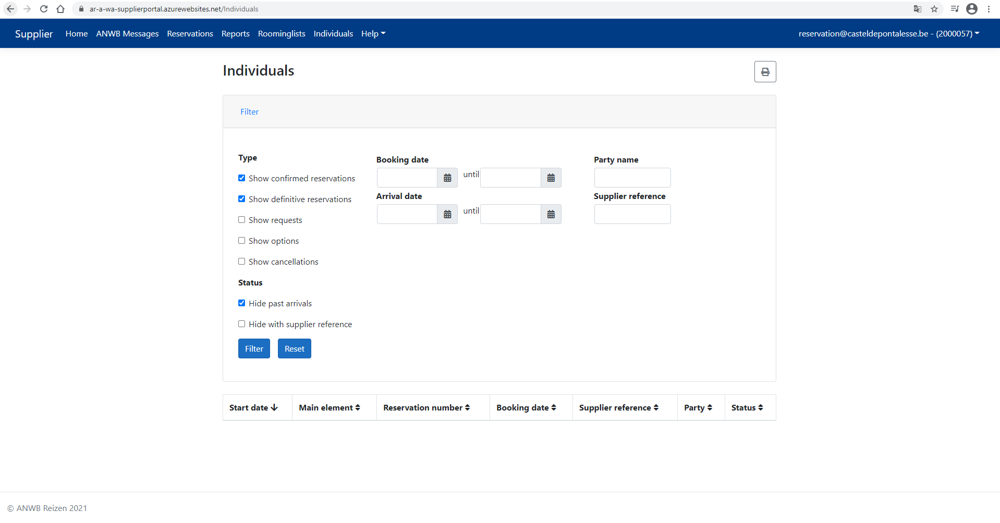 ar-a-wa-supplierportal.azurewebsites.net/Individuals
Supplier Home ANWB Messages Reservations Reports Roominglists Individuals Help reservation@casteldepontalesse.be - (2000057)
Individuals
Filter
Type
Show confirmed reservations
Show definitive reservations
Show requests
Show options
Show cancellations
Status
Hide past arrivals
Hide with supplier reference
Filter Reset
Booking date
until
Arrival date
until
Party name
Supplier reference
Start date Main element Reservation number Booking date Supplier reference Party Status
© ANWB Reizen 2021